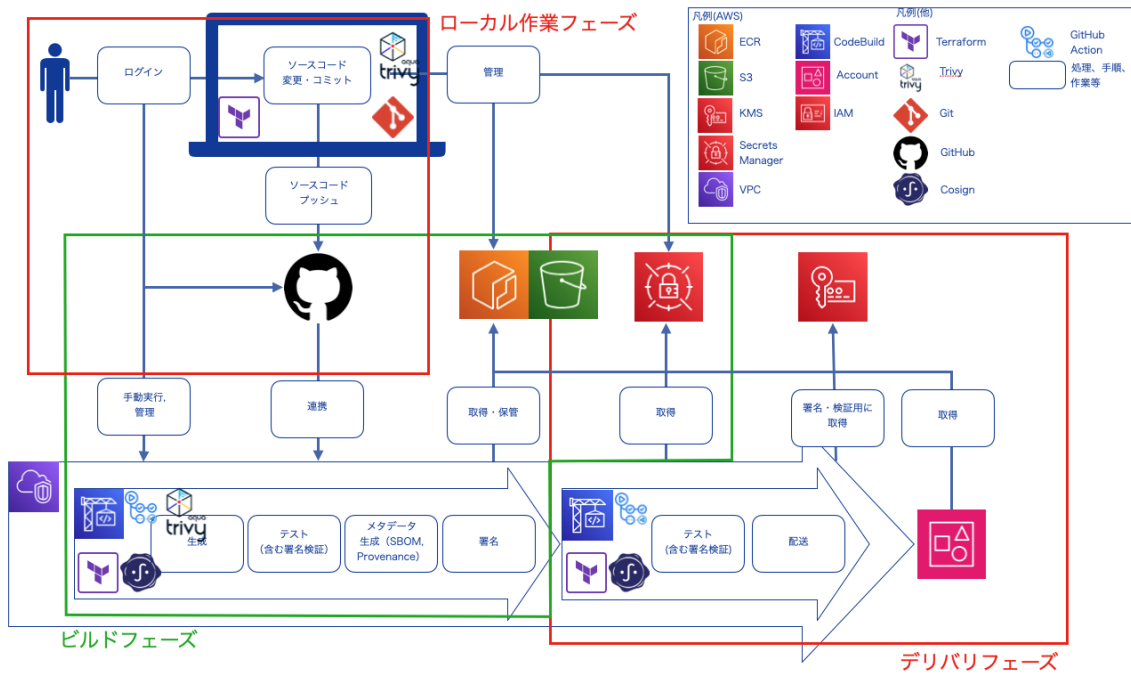 ローカル作業フェーズ
ログイン
ソースコード
変更・コミット
aqua
trivy
管理
ソースコード
プッシュ
凡例(AWS)
凡例(他)
ECR
CodeBuild
Terraform
GitHub
Action
S3
Account
Trivy
処理、手順、
作業等
KMS
IAM
Git
Secrets
Manager
GitHub
VPC
Cosign
手動実行,
管理
連携
取得・保管
取得
署名・検証用に
取得
取得
aqua
trivy
生成
テスト
(含む署名検証)
メタデータ
生成（SBOM,
Provenance）
署名
テスト
(含む署名検証)
配送
ビルドフェーズ
デリバリフェーズ